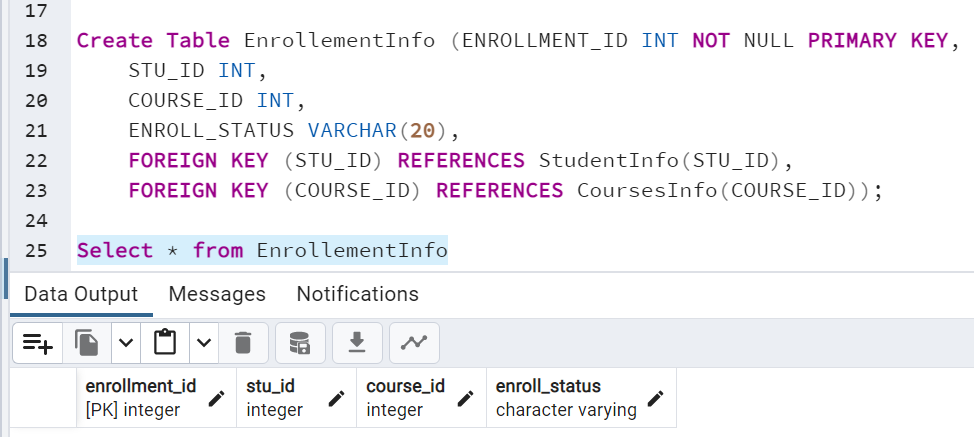 17
18 Create Table EnrollementInfo (ENROLLMENT_ID INT NOT NULL PRIMARY KEY,
19 STU_ID INT,
20 COURSE_ID INT,
21 ENROLL_STATUS VARCHAR(20),
22 FOREIGN KEY (STU_ID) REFERENCES StudentInfo(STU_ID),
23 FOREIGN KEY (COURSE_ID) REFERENCES CoursesInfo(COURSE_ID));
24
25 Select * from EnrollementInfo
Data Output Messages Notifications
enrollment_id stu_id course_id enroll_status
[PK] integer integer integer character varying